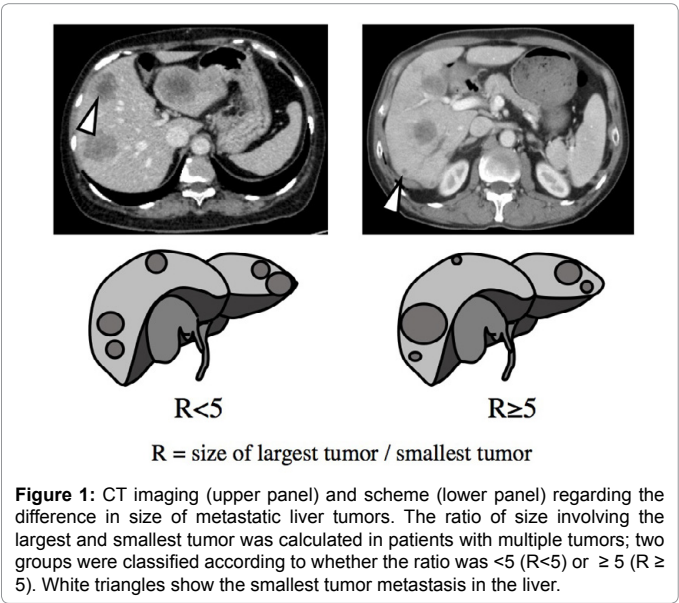 R<5
R≥5
R = size of largest tumor / smallest tumor
Figure 1: CT imaging (upper panel) and scheme (lower panel) regarding the
difference in size of metastatic liver tumors. The ratio of size involving the
largest and smallest tumor was calculated in patients with multiple tumors; two
groups were classified according to whether the ratio was <5 (R<5) or ≥ 5 (R ≥
5). White triangles show the smallest tumor metastasis in the liver.